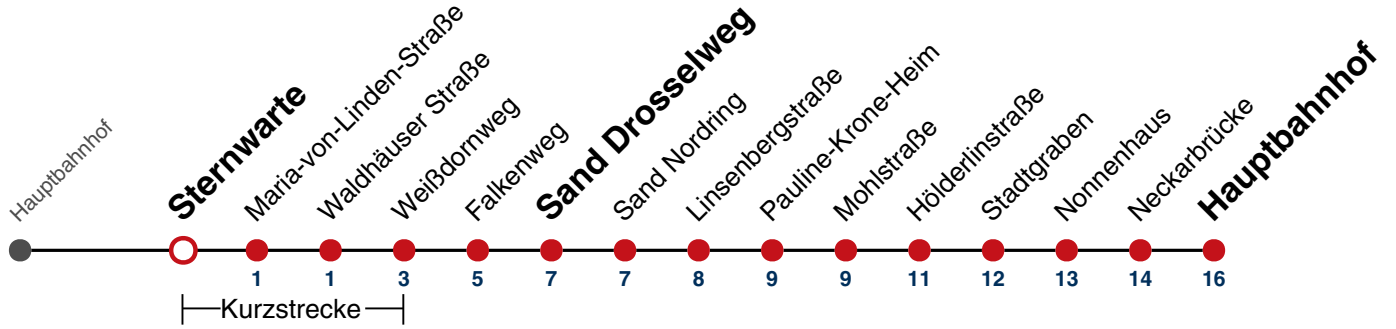 Hauptbahnhof
Sternwarte
Maria-von-Linden-Straße
Waldhäuser Straße
Weißdornweg
Falkenweg
Sand Drosselweg
Sand Nordring
Linsenbergstraße
Pauline-Krone-Heim
Mohlstraße
Hölderlinstraße
Stadtgraben
Nonnenhaus
Neckarbrücke
Hauptbahnhof
1 1 3 5 7 7 8 9 9 11 12 13 14 16
Kurzstrecke